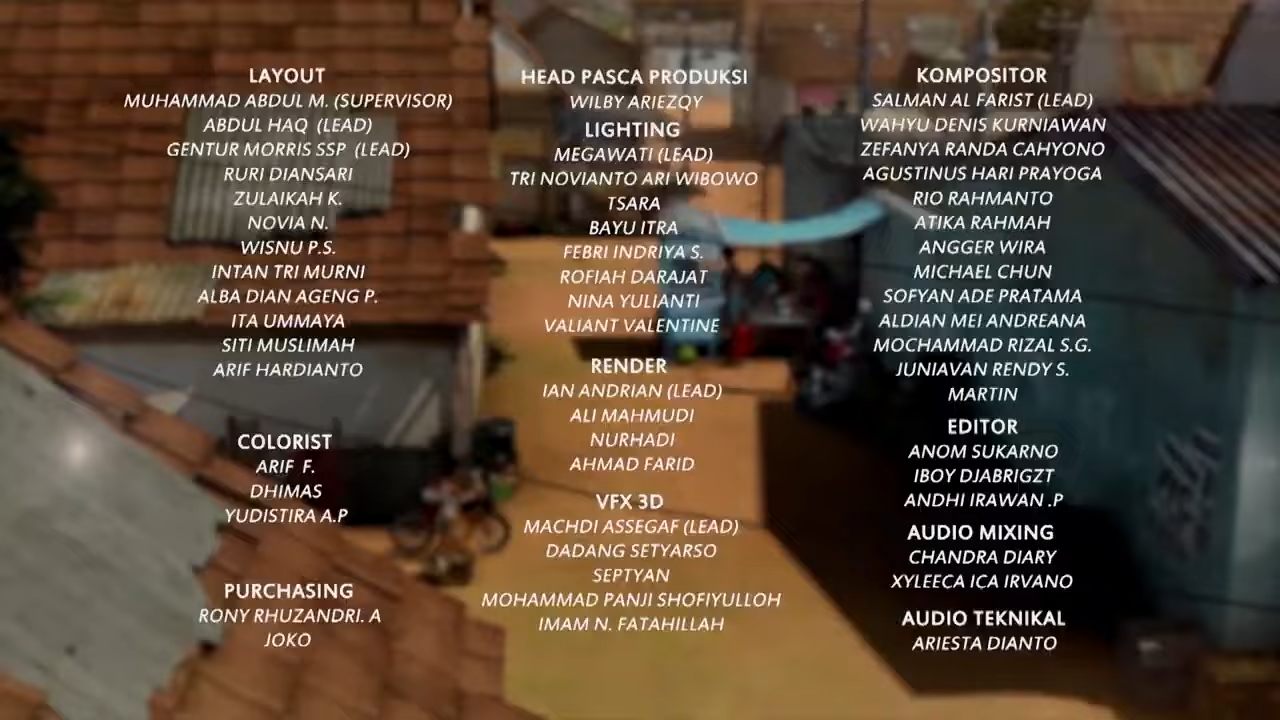 LAYOUT
MUHAMMAD ABDUL M. (SUPERVISOR)
ABDUL HAQ (LEAD)
GENTUR MORRIS SSP (LEAD)
RURI DIANSARI
ZULAIKAH K.
NOVIA N.
WISNU P.S.
INTAN TRI MURNI
ALBA DIAN AGENG P.
ITA UMMAYA
SITI MUSLIMAH
ARIF HARDIANTO
COLORIST
ARIF F.
DHIMAS
YUDISTIRA A.P
PURCHASING
RONY RHUZANDRI. A
JOKO
HEAD PASCA PRODUKSI
WILBY ARIEZQY
LIGHTING
MEGAWATI (LEAD)
TRI NOVIANTO ARI WIBOWO
TSARA
BAYU ITRA
FEBRI INDRIYA S.
ROFIAH DARAJAT
NINA YULIANTI
VALIANT VALENTINE
RENDER
IAN ANDRIAN (LEAD)
ALI MAHMUDI
NURHADI
AHMAD FARID
VFX 3D
MACHDI ASSEGAF (LEAD)
DADANG SETYARSO
SEPTYAN
MOHAMMAD PANJI SHOFIYULLOH
IMAM N. FATAHILLAH
KOMPOSITOR
SALMAN AL FARIST (LEAD)
WAHYU DENIS KURNIAWAN
ZEFANYA RANDA CAHYONO
AGUSTINUS HARI PRAYOGA
RIO RAHMANTO
ATIKA RAHMAH
ANGGER WIRA
MICHAEL CHUN
SOFYAN ADE PRATAMA
ALDIAN MEI ANDREANA
MOCHAMMAD RIZAL S.G.
JUNIAVAN RENDY S.
MARTIN
EDITOR
ANOM SUKARNO
IBOY DJABRIGZT
ANDHI IRAWAN .P
AUDIO MIXING
CHANDRA DIARY
XYLEECA ICA IRVANO
AUDIO TEKNIKAL
ARIESTA DIANTO